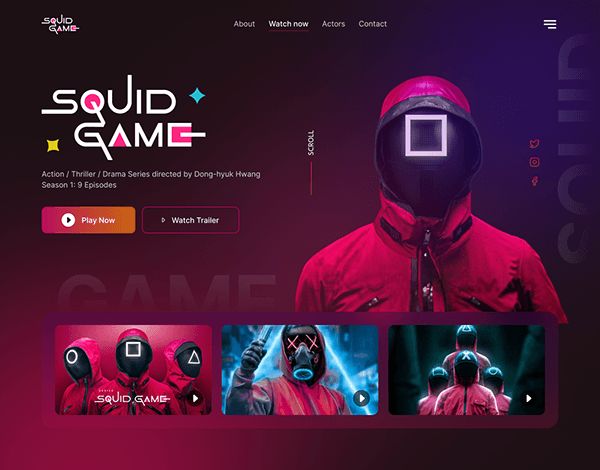 SQUID
GAME
About
Watch now
Actors
Contact
SQUID
GAME
SCROLL
Action / Thriller / Drama Series directed by Dong-hyuk Hwang
Season 1: 9 Episodes
Play Now
Watch Trailer
SQUID
GAME
SERIES
SQUID GAME